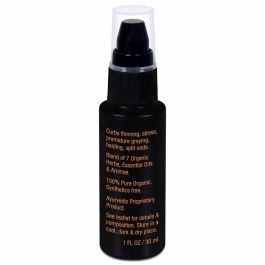 Curbs thinning, stress,
premature graying,
balding, split ends.
Blend of 7 Organic
Herbs, Essential Oils
& Aromas.
100% Pure Organic.
Synthetics free.
Ayurvedic Proprietary
Product.
See leaflet for details &
composition. Store in a
cool, dark & dry place.
1 FL OZ / 30 ml